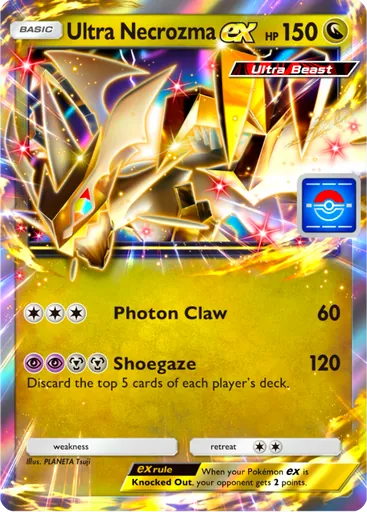 BASIC Ultra Necrozma ex HP 150
Ultra Beast
Photon Claw 60
Shoegaze 120
Discard the top 5 cards of each player's deck.
weakness retreat
Illus. PLANETA Tsuji
ex rule When your Pokémon ex is
Knocked Out, your opponent gets 2 points.